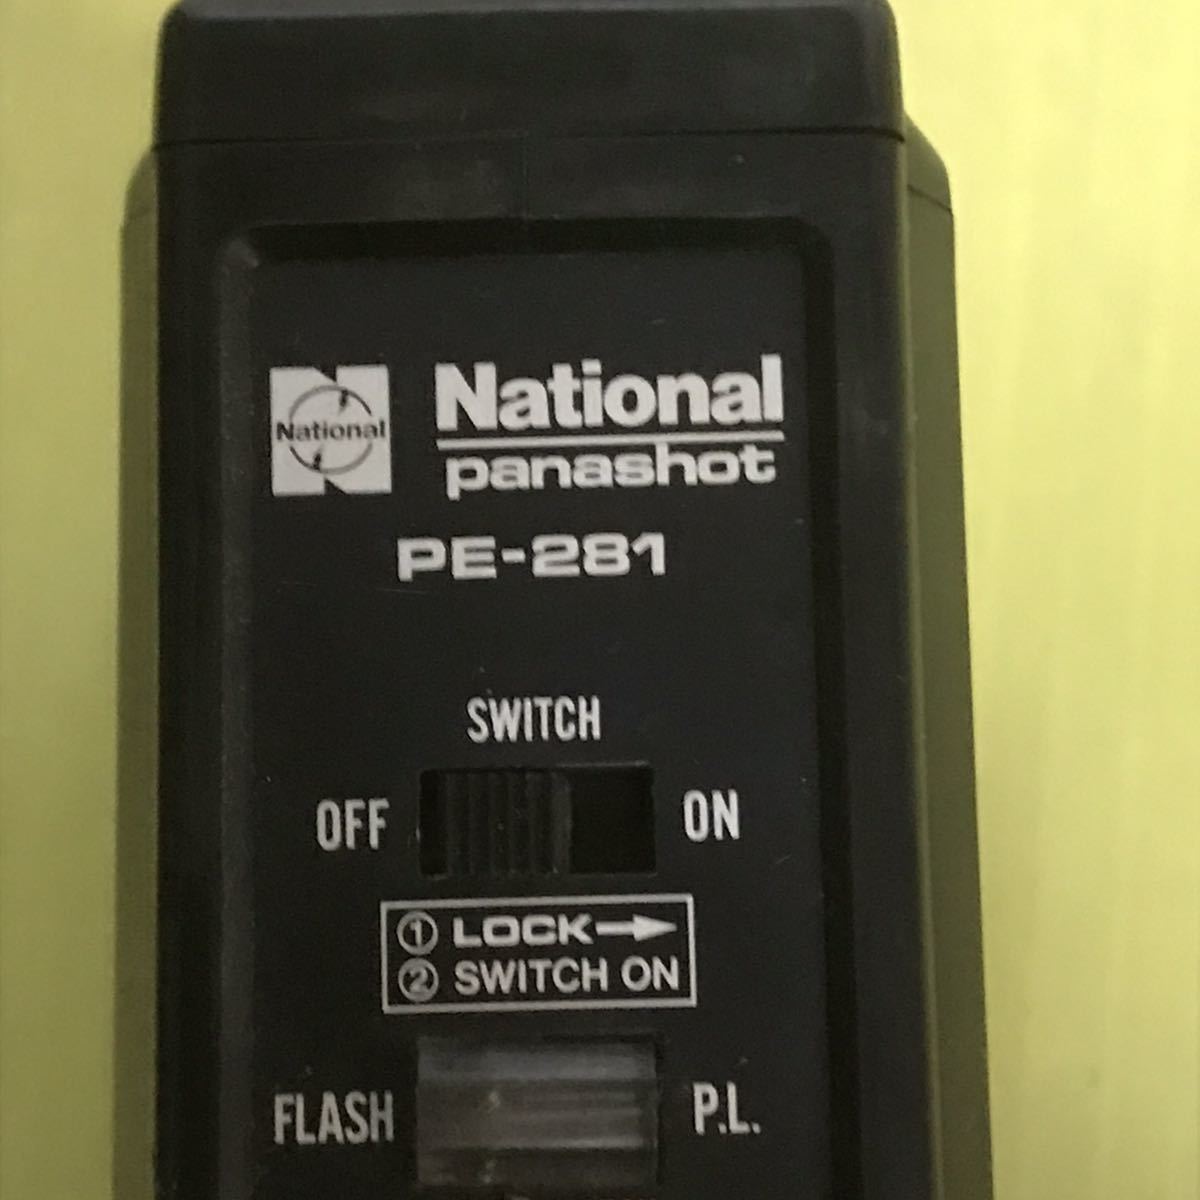 National
National
panashot
PE-281
SWITCH
OFF
ON
① LOCK→
② SWITCH ON
FLASH
P.L.